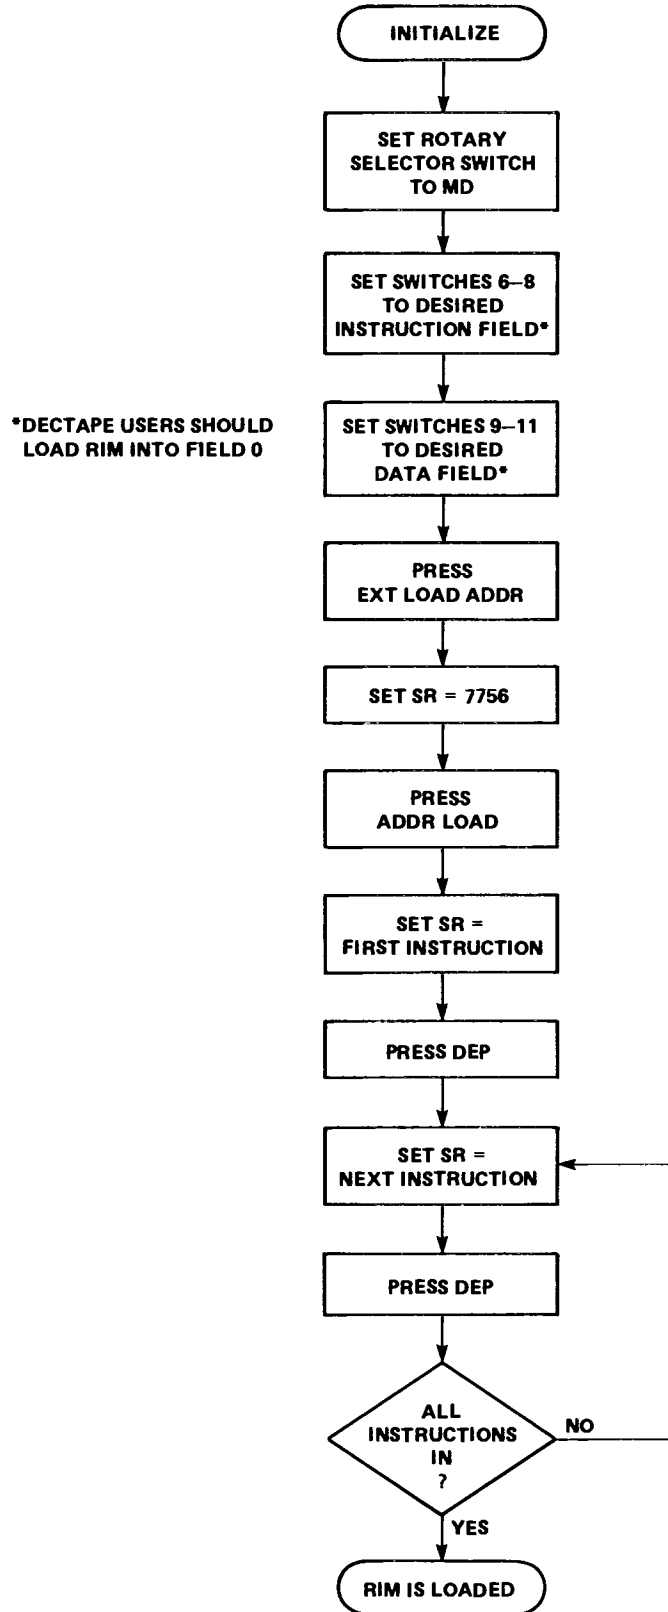 INITIALIZE
SET ROTARY
SELECTOR SWITCH
TO MD
SET SWITCHES 6–8
TO DESIRED
INSTRUCTION FIELD*
*DECTAPE USERS SHOULD
LOAD RIM INTO FIELD 0
SET SWITCHES 9–11
TO DESIRED
DATA FIELD*
PRESS
EXT LOAD ADDR
SET SR = 7756
PRESS
ADDR LOAD
SET SR =
FIRST INSTRUCTION
PRESS DEP
SET SR =
NEXT INSTRUCTION
PRESS DEP
ALL
INSTRUCTIONS
IN
?
NO
YES
RIM IS LOADED